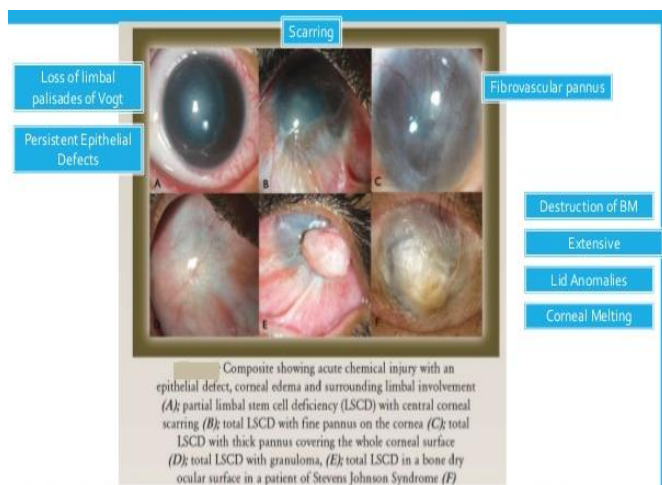 Scarring
Loss of limbal
palisades of Vogt
Fibrovascular pannus
Persistent Epithelial
Defects
A
B
C
Destruction of BM
Extensive
Lid Anomalies
Corneal Melting
D
E
F
Composite showing acute chemical injury with an
epithelial defect, corneal edema and surrounding limbal involvement
(A); partial limbal stem cell deficiency (LSCD) with central corneal
scarring (B); total LSCD with fine pannus on the cornea (C); total
LSCD with thick pannus covering the whole corneal surface
(D); total LSCD with granuloma, (E); total LSCD in a bone dry
ocular surface in a patient of Stevens Johnson Syndrome (F)